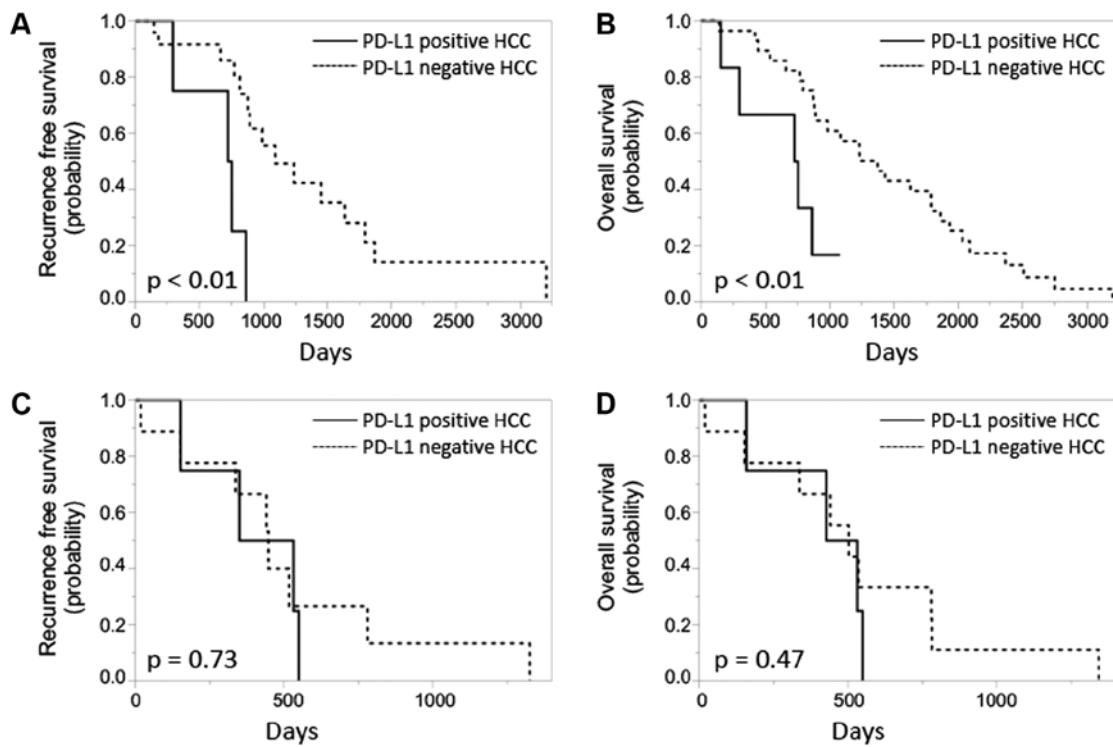 A
PD-L1 positive HCC
PD-L1 negative HCC
Recurrence free survival
(probability)
1.0
0.8
0.6
0.4
0.2
0.0
p < 0.01
0 500 1000 1500 2000 2500 3000
Days
B
PD-L1 positive HCC
PD-L1 negative HCC
Overall survival
(probability)
1.0
0.8
0.6
0.4
0.2
0.0
p < 0.01
0 500 1000 1500 2000 2500 3000
Days
C
PD-L1 positive HCC
PD-L1 negative HCC
Recurrence free survival
(probability)
1.0
0.8
0.6
0.4
0.2
0.0
p = 0.73
0 500 1000
Days
D
PD-L1 positive HCC
PD-L1 negative HCC
Overall survival
(probability)
1.0
0.8
0.6
0.4
0.2
0.0
p = 0.47
0 500 1000
Days